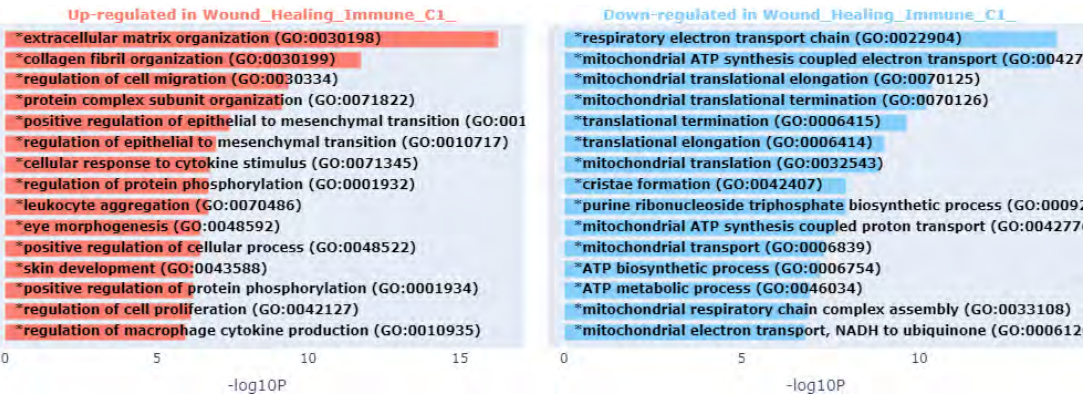 Up-regulated in Wound_Healing_Immune_C1_
*extracellular matrix organization (GO:0030198)
*collagen fibril organization (GO:0030199)
*regulation of cell migration (GO:0030334)
*protein complex subunit organization (GO:0071822)
*positive regulation of epithelial to mesenchymal transition (GO:001
*regulation of epithelial to mesenchymal transition (GO:0010717)
*cellular response to cytokine stimulus (GO:0071345)
*regulation of protein phosphorylation (GO:0001932)
*leukocyte aggregation (GO:0070486)
*eye morphogenesis (GO:0048592)
*positive regulation of cellular process (GO:0048522)
*skin development (GO:0043588)
*positive regulation of protein phosphorylation (GO:0001934)
*regulation of cell proliferation (GO:0042127)
*regulation of macrophage cytokine production (GO:0010935)
0 5 10 15
-log10P
Down-regulated in Wound_Healing_Immune_C1_
*respiratory electron transport chain (GO:0022904)
*mitochondrial ATP synthesis coupled electron transport (GO:00427
*mitochondrial translational elongation (GO:0070125)
*mitochondrial translational termination (GO:0070126)
*translational termination (GO:0006415)
*translational elongation (GO:0006414)
*mitochondrial translation (GO:0032543)
*cristae formation (GO:0042407)
*purine ribonucleoside triphosphate biosynthetic process (GO:00092
*mitochondrial ATP synthesis coupled proton transport (GO:0042776
*mitochondrial transport (GO:0006839)
*ATP biosynthetic process (GO:0006754)
*ATP metabolic process (GO:0046034)
*mitochondrial respiratory chain complex assembly (GO:0033108)
*mitochondrial electron transport, NADH to ubiquinone (GO:0006120
0 5 10
-log10P